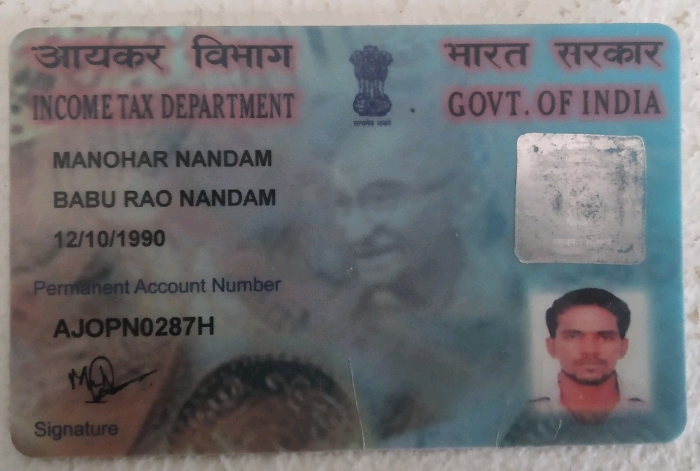 आयकर विभाग
INCOME TAX DEPARTMENT
भारत सरकार
GOVT. OF INDIA
सत्यमेव जयते
MANOHAR NANDAM
BABU RAO NANDAM
12/10/1990
Permanent Account Number
AJOPN0287H
Signature